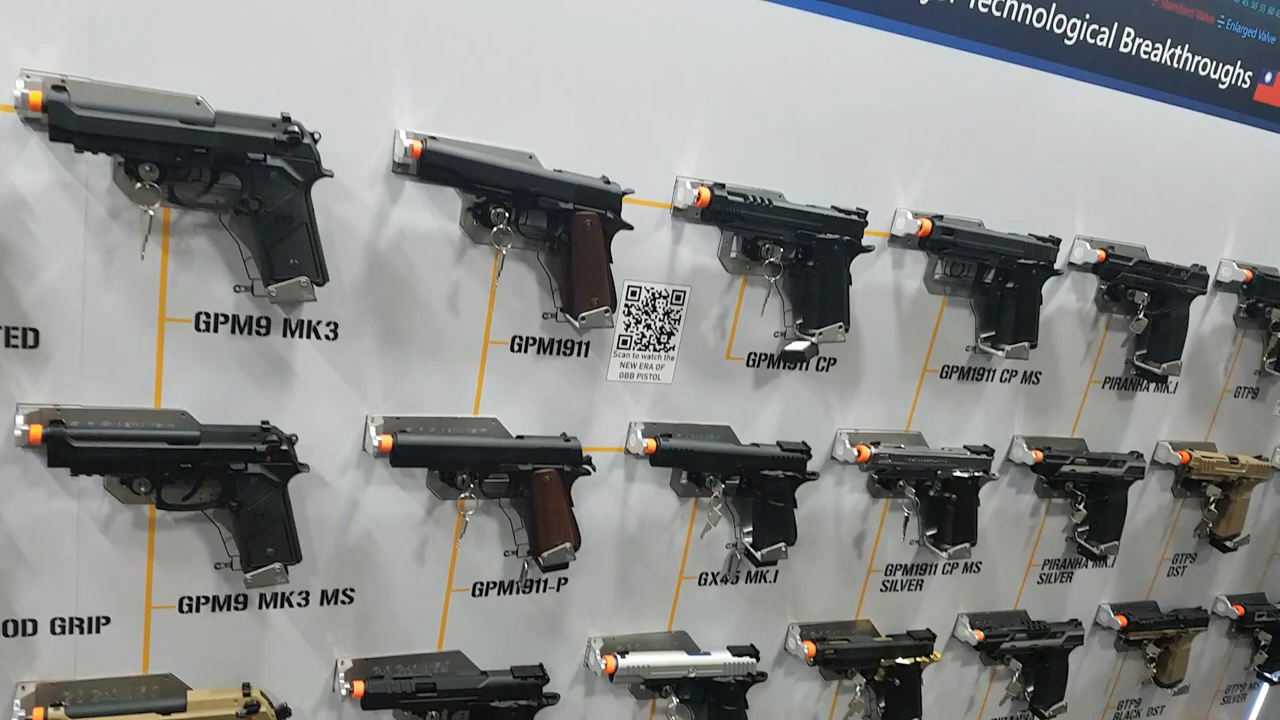 Technological Breakthroughs
Standard Valve
Enlarged Valve
TED
GPM9 MK3
GPM1911
Scan to watch the
NEW ERA OF
GBB PISTOL
GPM1911 CP
GPM1911 CP MS
PIRANHA MK.I
GTP9
OD GRIP
GPM9 MK3 MS
GPM1911-P
GX45 MK.I
GPM1911 CP MS
SILVER
PIRANHA MK.I
SILVER
GTP9
DST
GTP9
BLACK DST
GTP9 MS
SILVER